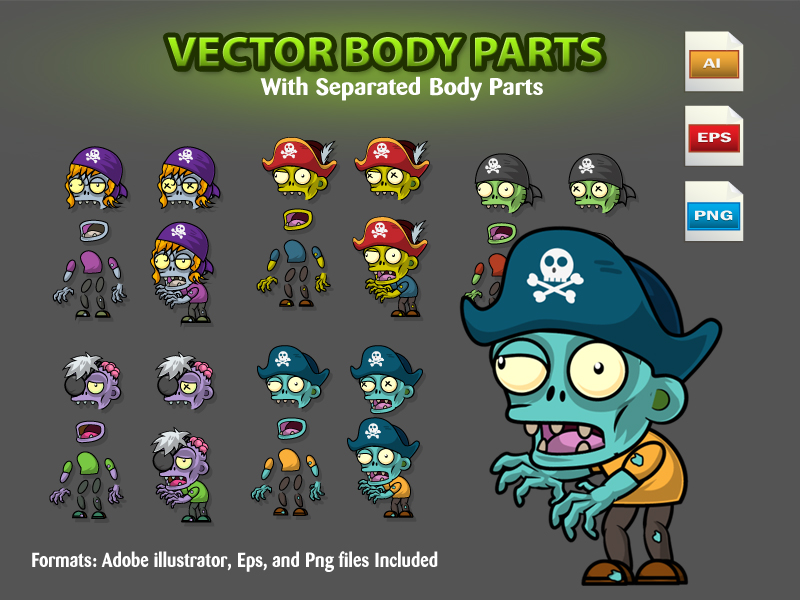 VECTOR BODY PARTS
With Separated Body Parts
AI
EPS
PNG
Formats: Adobe illustrator, Eps, and Png files Included